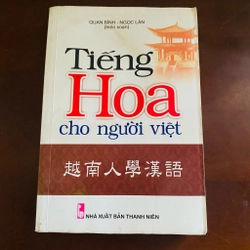 QUAN BÌNH - NGỌC LÂN
(biên soạn)
Tiếng
Hoa
cho người việt
越南人學漢語
NHÀ XUẤT BẢN THANH NIÊN